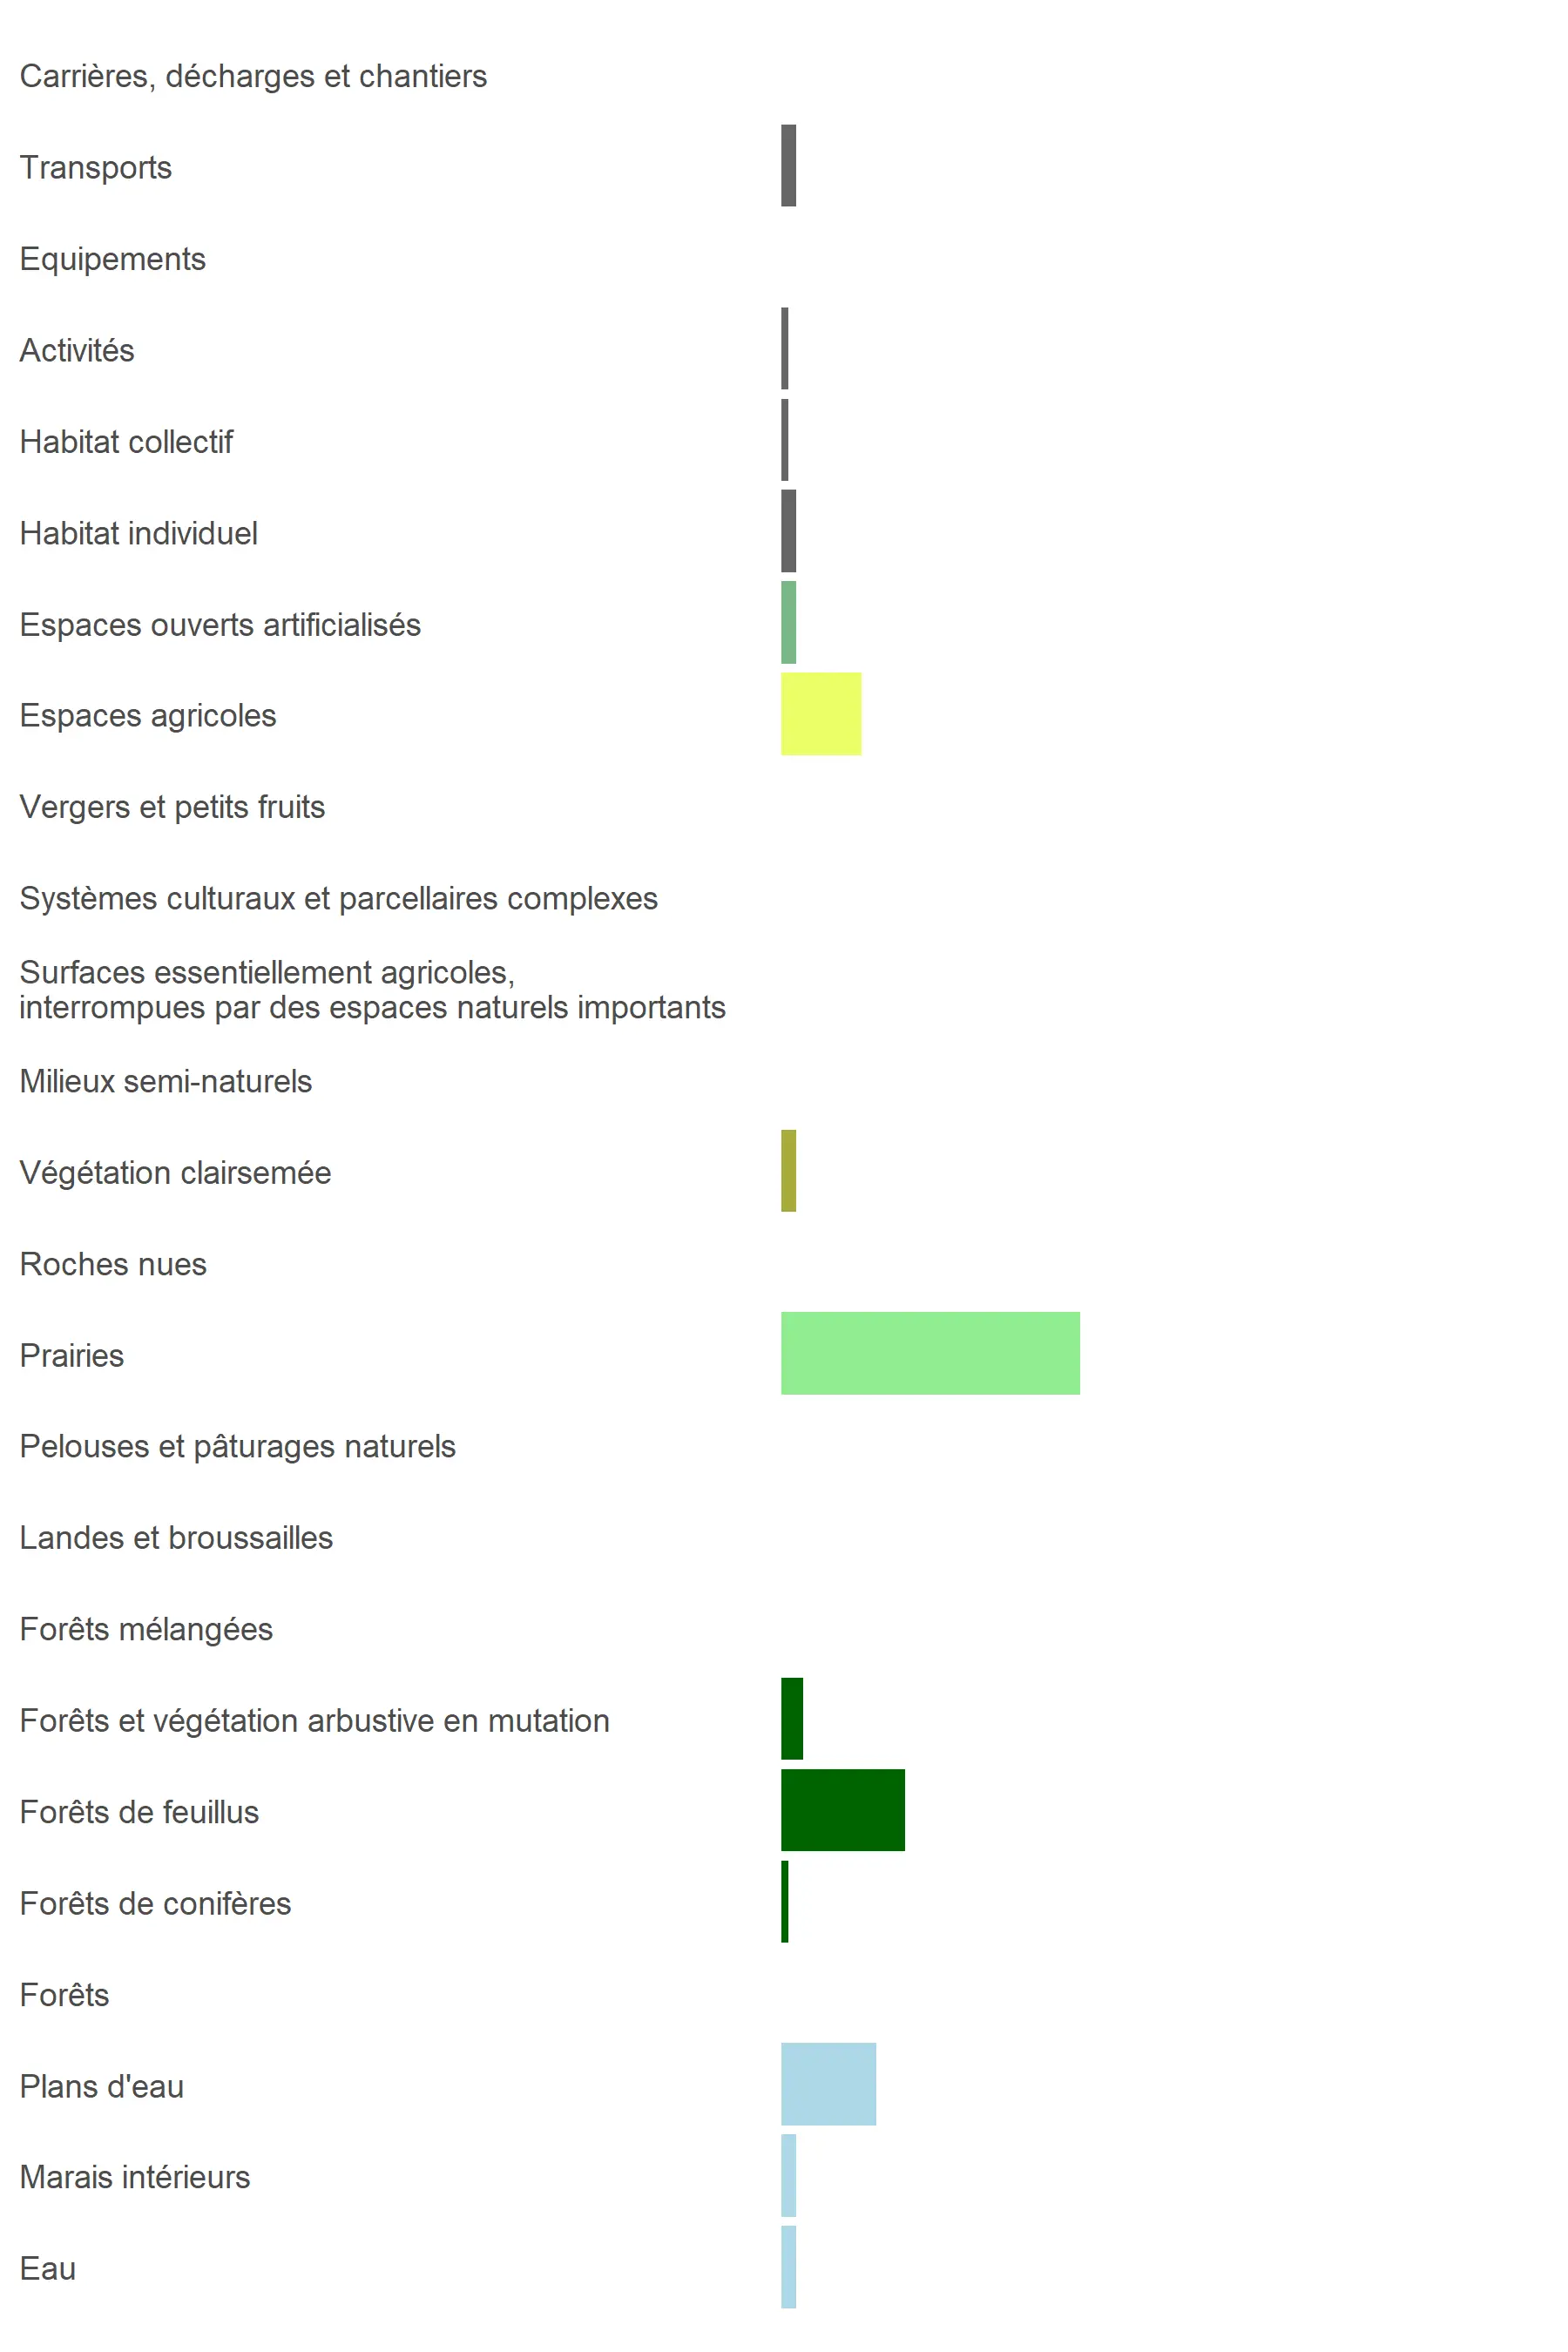 Carrières, décharges et chantiers
Transports
Equipements
Activités
Habitat collectif
Habitat individuel
Espaces ouverts artificialisés
Espaces agricoles
Vergers et petits fruits
Systèmes culturaux et parcellaires complexes
Surfaces essentiellement agricoles,
interrompues par des espaces naturels importants
Milieux semi-naturels
Végétation clairsemée
Roches nues
Prairies
Pelouses et pâturages naturels
Landes et broussailles
Forêts mélangées
Forêts et végétation arbustive en mutation
Forêts de feuillus
Forêts de conifères
Forêts
Plans d'eau
Marais intérieurs
Eau